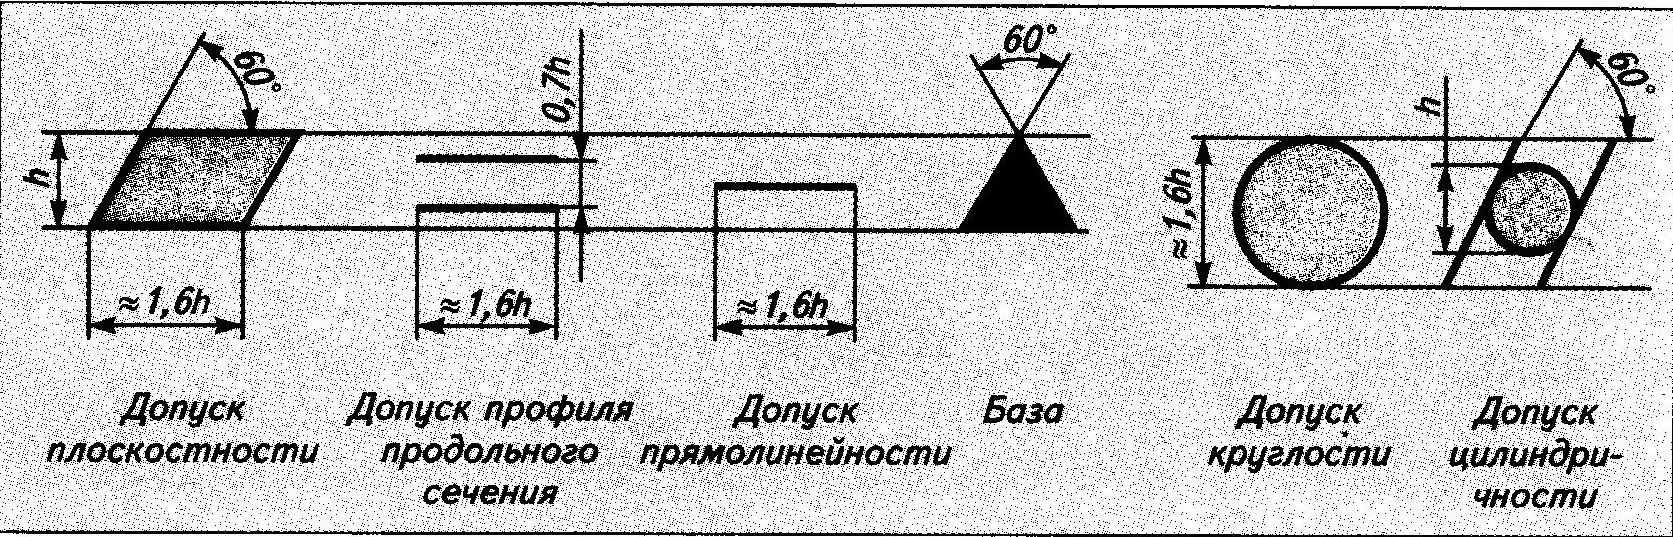 60°
0,7h
60°
60°
h
h
≈1,6h
≈1,6h
≈1,6h
≈1,6h
Допуск
плоскостности
Допуск профиля
продольного
сечения
Допуск
прямолинейности
База
Допуск
круглости
Допуск
цилиндри-
чности